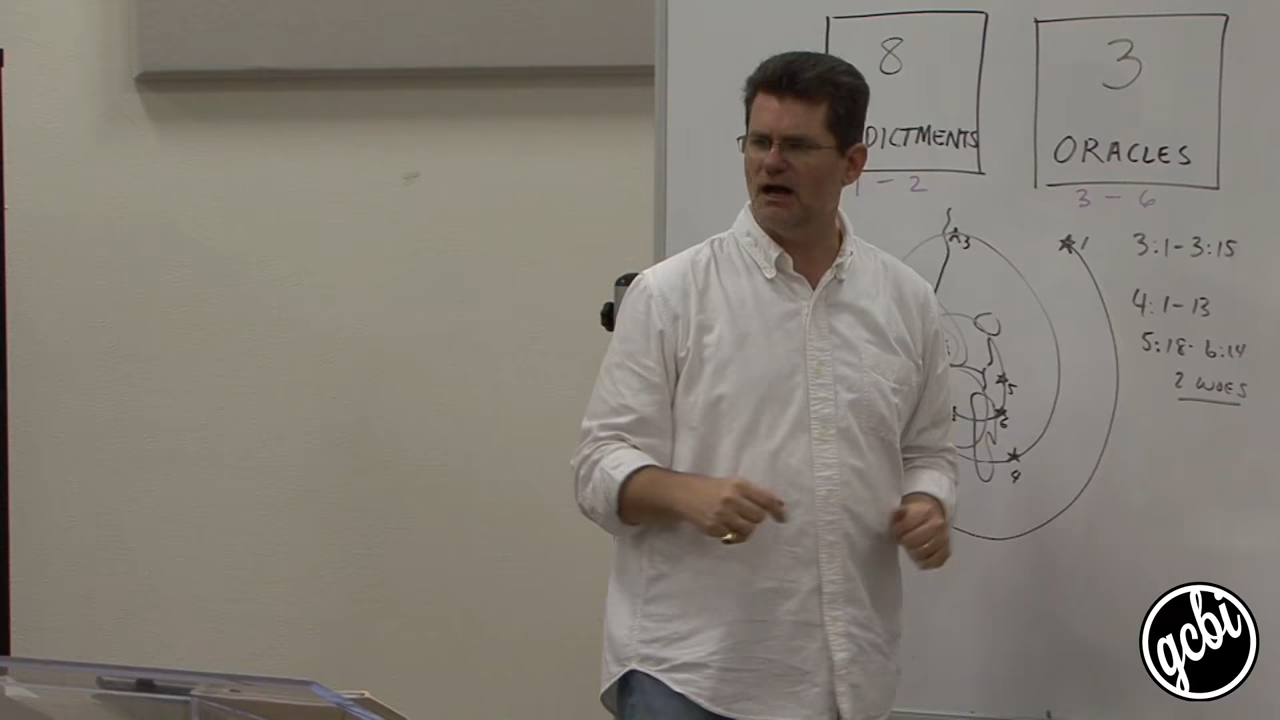 8
DICTMENTS
1 - 2
3
ORACLES
3 - 6
3
1
3:1-3:15
4:1-13
5:18-6:14
2 WOES
5
6
4
gcbi